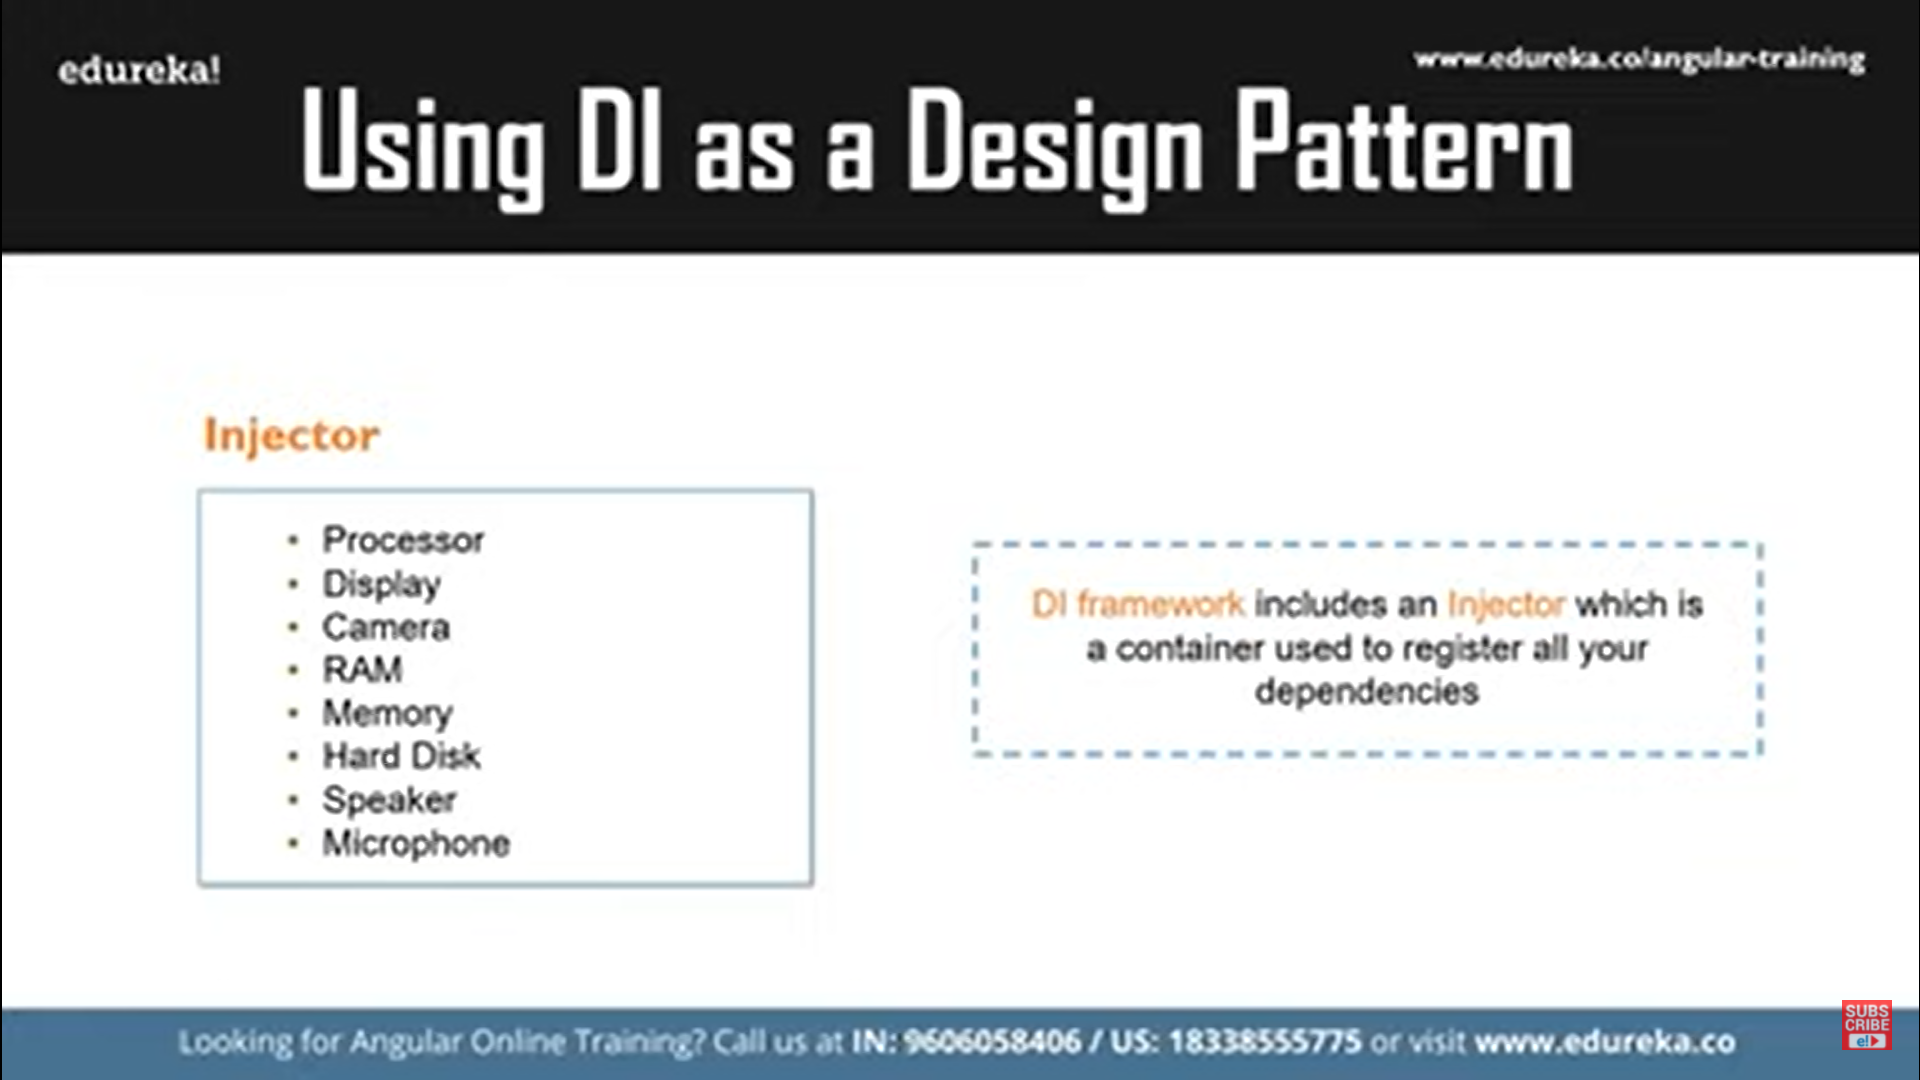 edureka!
www.edureka.co/angular-training
Using DI as a Design Pattern
Injector
• Processor
• Display
• Camera
• RAM
• Memory
• Hard Disk
• Speaker
• Microphone
DI framework includes an Injector which is
a container used to register all your
dependencies
Looking for Angular Online Training? Call us at IN: 9606058406 / US: 18338555775 or visit www.edureka.co
SUBS
CRIBE
e!